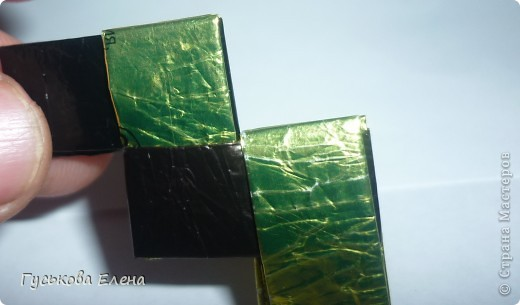 Гуськова Елена
© Страна Мастеров